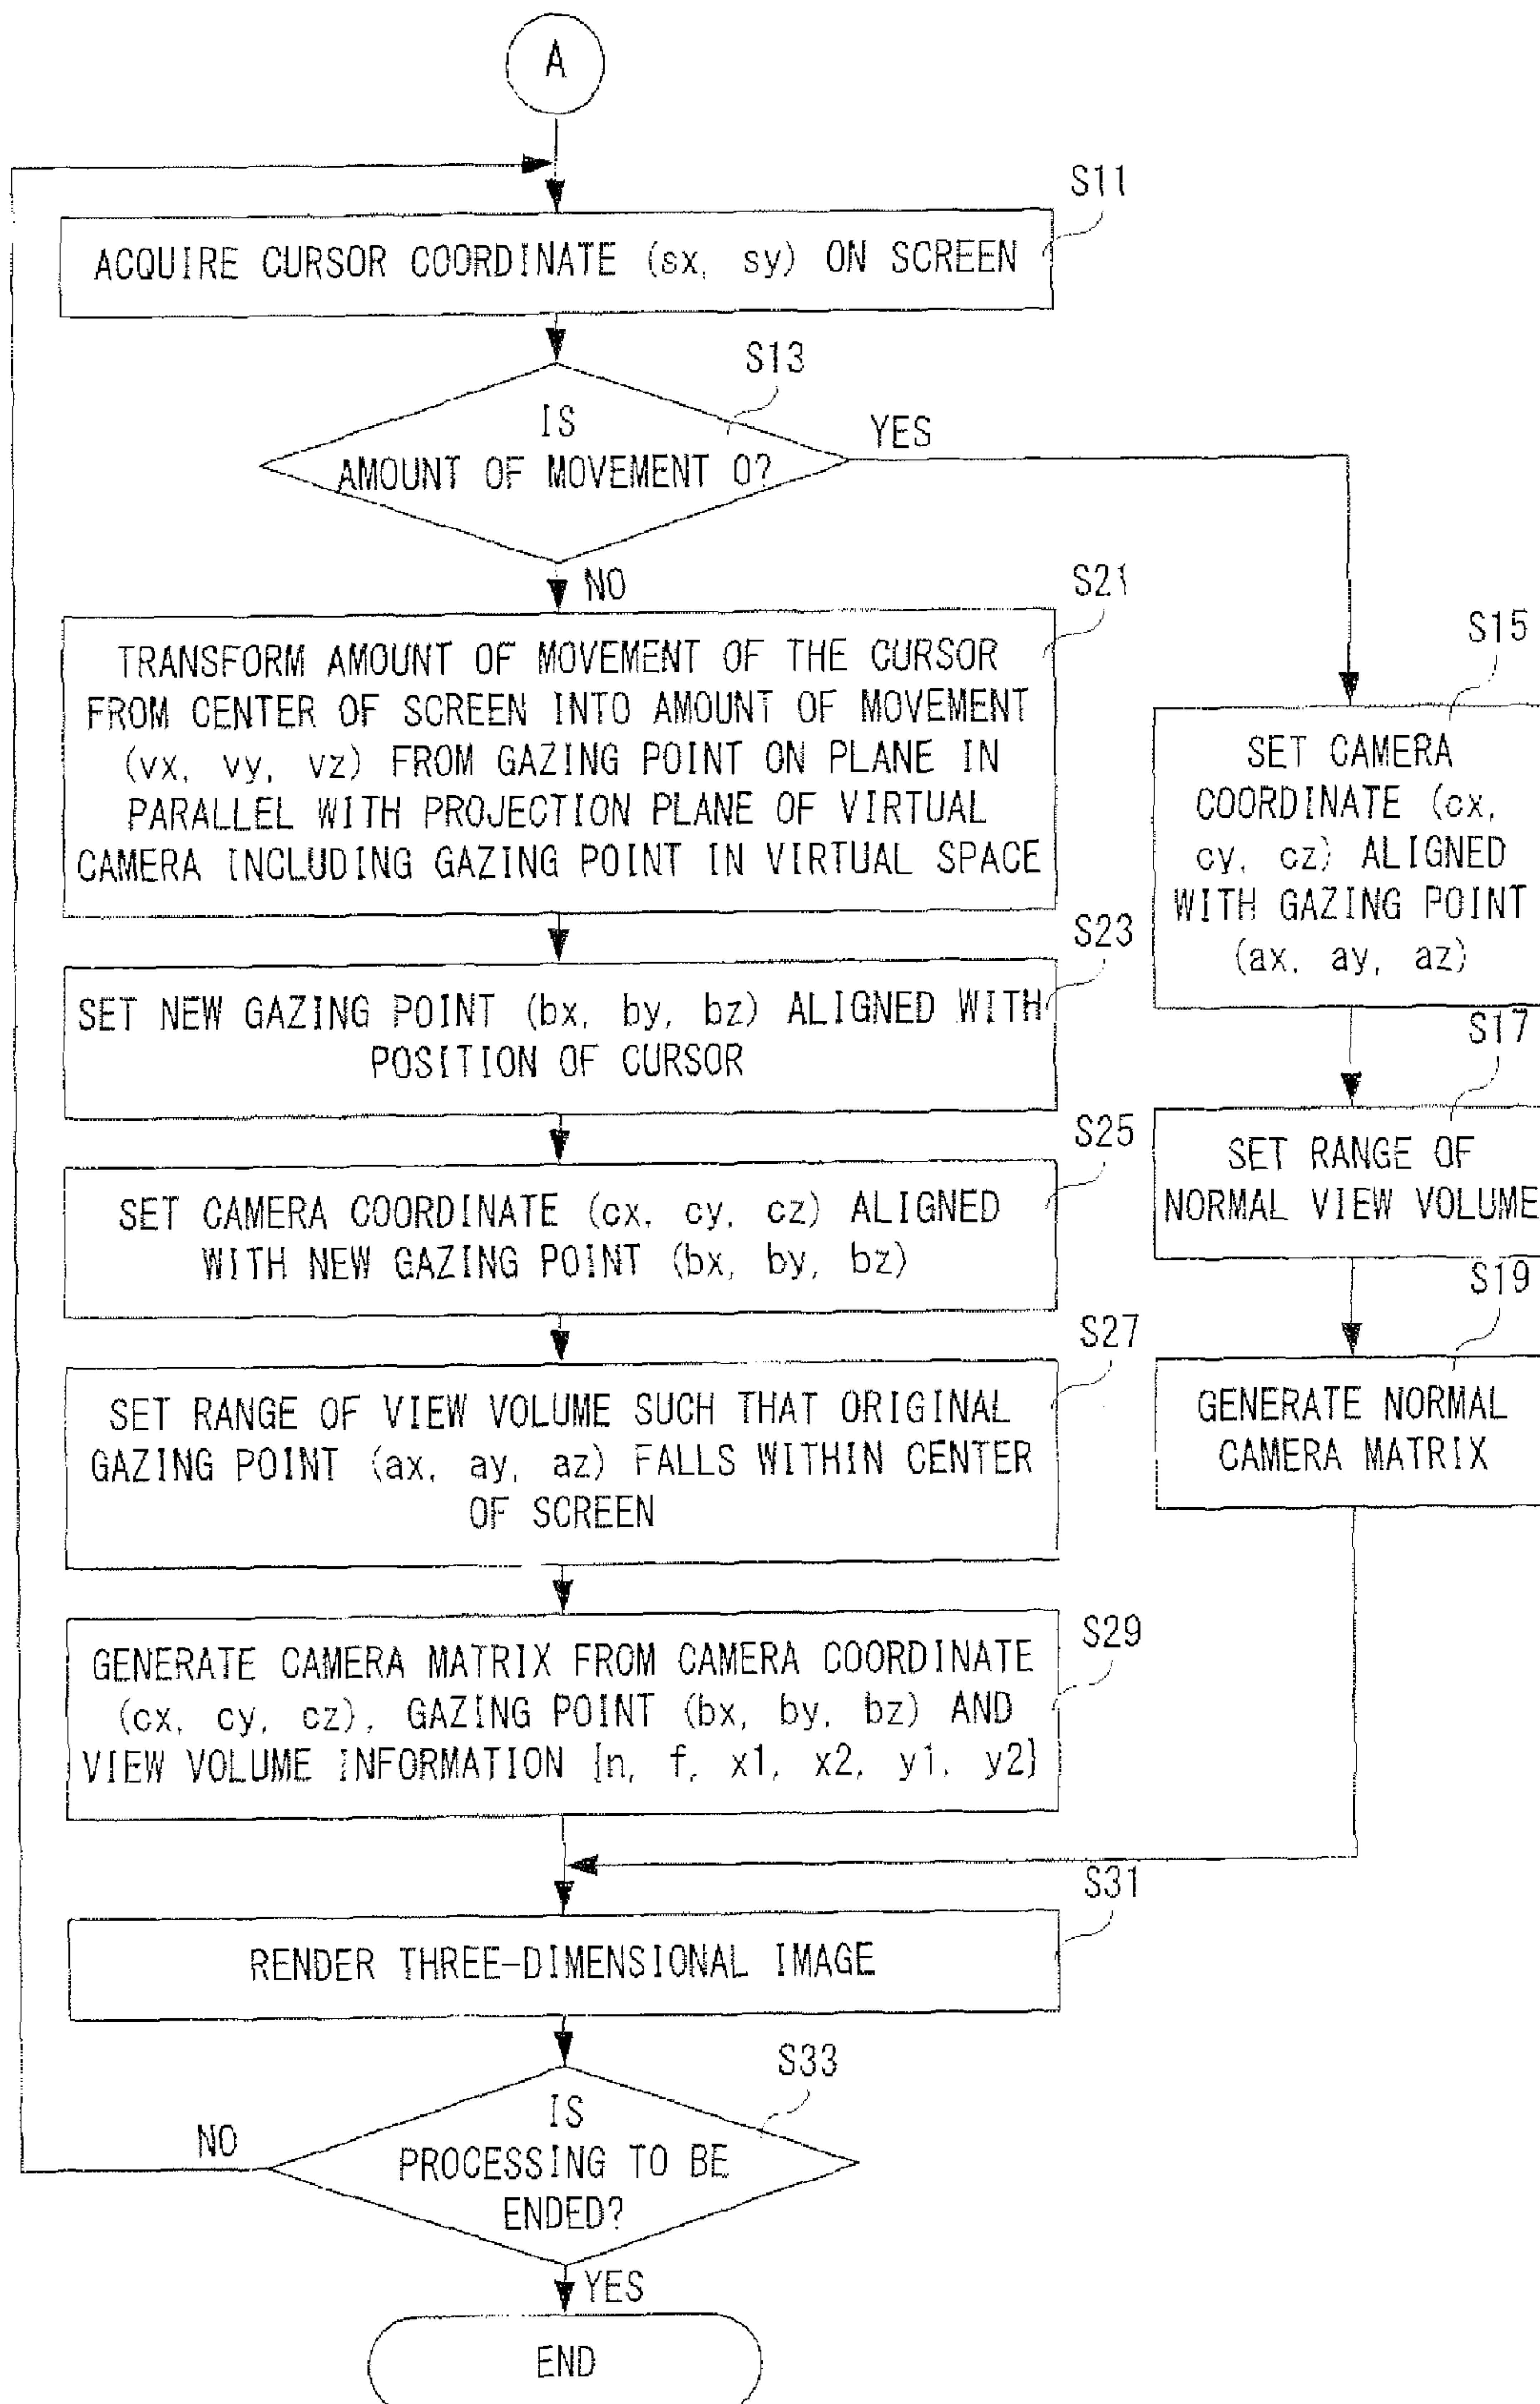 A
S11
ACQUIRE CURSOR COORDINATE (sx, sy) ON SCREEN
S13
IS
AMOUNT OF MOVEMENT 0?
YES
NO
S21
TRANSFORM AMOUNT OF MOVEMENT OF THE CURSOR
FROM CENTER OF SCREEN INTO AMOUNT OF MOVEMENT
(vx, vy, vz) FROM GAZING POINT ON PLANE IN
PARALLEL WITH PROJECTION PLANE OF VIRTUAL
CAMERA INCLUDING GAZING POINT IN VIRTUAL SPACE
S15
SET CAMERA
COORDINATE (cx,
cy, cz) ALIGNED
WITH GAZING POINT
(ax, ay, az)
S23
SET NEW GAZING POINT (bx, by, bz) ALIGNED WITH
POSITION OF CURSOR
S17
SET RANGE OF
NORMAL VIEW VOLUME
S25
SET CAMERA COORDINATE (cx, cy, cz) ALIGNED
WITH NEW GAZING POINT (bx, by, bz)
S19
GENERATE NORMAL
CAMERA MATRIX
S27
SET RANGE OF VIEW VOLUME SUCH THAT ORIGINAL
GAZING POINT (ax, ay, az) FALLS WITHIN CENTER
OF SCREEN
S29
GENERATE CAMERA MATRIX FROM CAMERA COORDINATE
(cx, cy, cz), GAZING POINT (bx, by, bz) AND
VIEW VOLUME INFORMATION {n, f, x1, x2, y1, y2}
S31
RENDER THREE-DIMENSIONAL IMAGE
S33
IS
PROCESSING TO BE
ENDED?
NO
YES
END